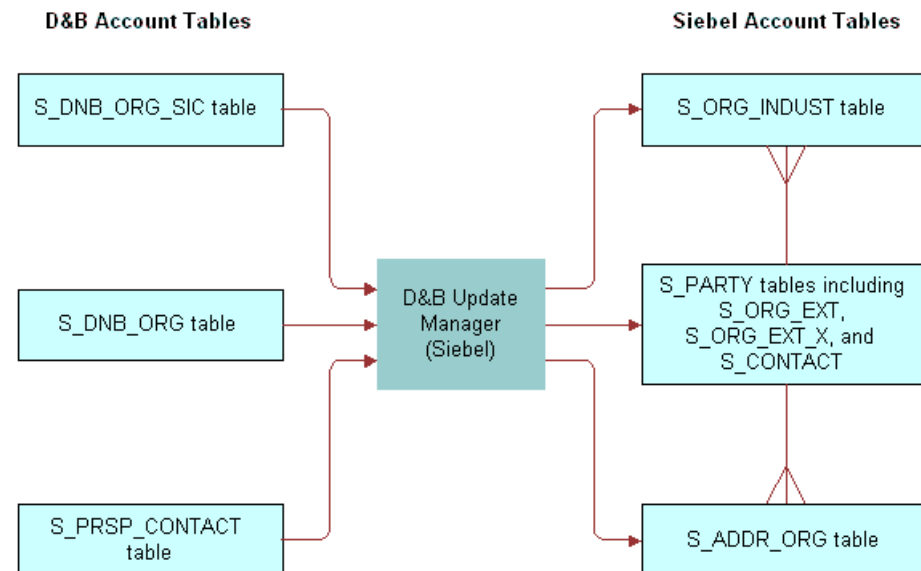 D&B Account Tables
Siebel Account Tables
S_DNB_ORG_SIC table
S_ORG_INDUST table
S_DNB_ORG table
D&B Update
Manager
(Siebel)
S_PARTY tables including
S_ORG_EXT,
S_ORG_EXT_X, and
S_CONTACT
S_PRSP_CONTACT
table
S_ADDR_ORG table